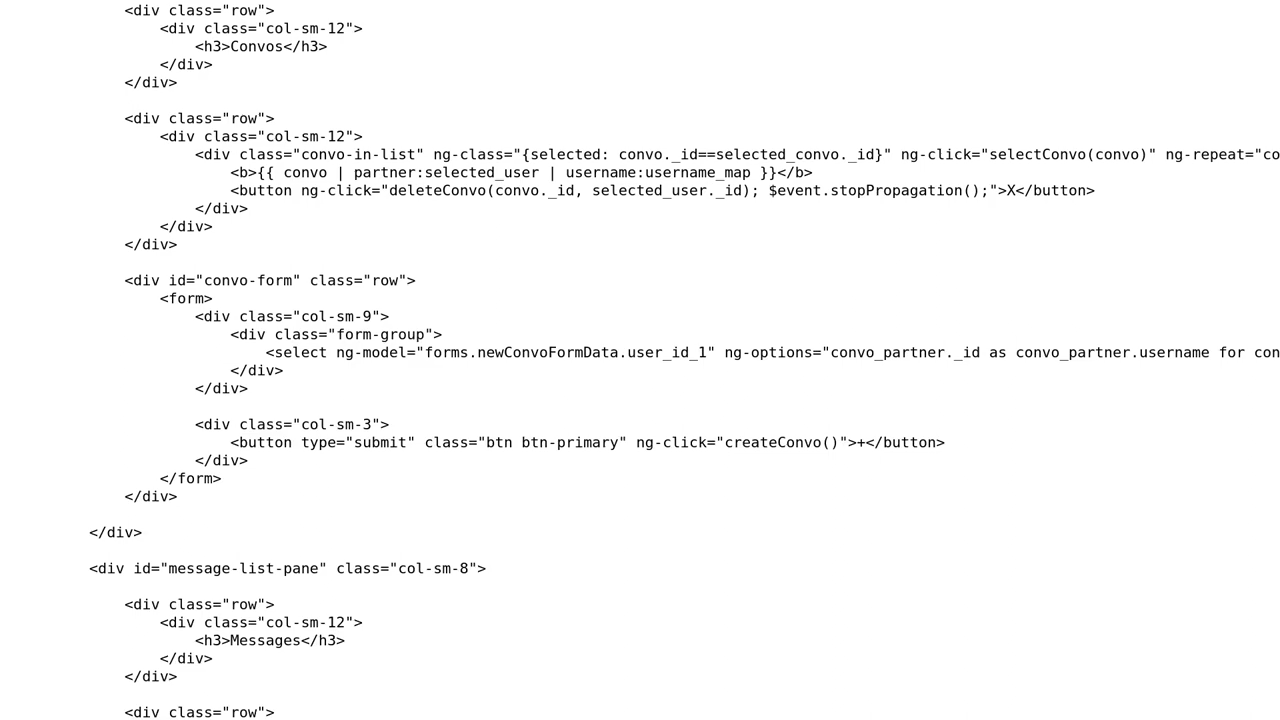 <div class="row">
<div class="col-sm-12">
<h3>Convos</h3>
</div>
</div>
<div class="row">
<div class="col-sm-12">
<div class="convo-in-list" ng-class="{selected: convo._id==selected_convo._id}" ng-click="selectConvo(convo)" ng-repeat="co
<b>{{ convo | partner:selected_user | username:username_map }}</b>
<button ng-click="deleteConvo(convo._id, selected_user._id); $event.stopPropagation();">X</button>
</div>
</div>
</div>
<div id="convo-form" class="row">
<form>
<div class="col-sm-9">
<div class="form-group">
<select ng-model="forms.newConvoFormData.user_id_1" ng-options="convo_partner._id as convo_partner.username for con
</div>
</div>
<div class="col-sm-3">
<button type="submit" class="btn btn-primary" ng-click="createConvo()">+</button>
</div>
</form>
</div>
</div>
<div id="message-list-pane" class="col-sm-8">
<div class="row">
<div class="col-sm-12">
<h3>Messages</h3>
</div>
</div>
<div class="row">